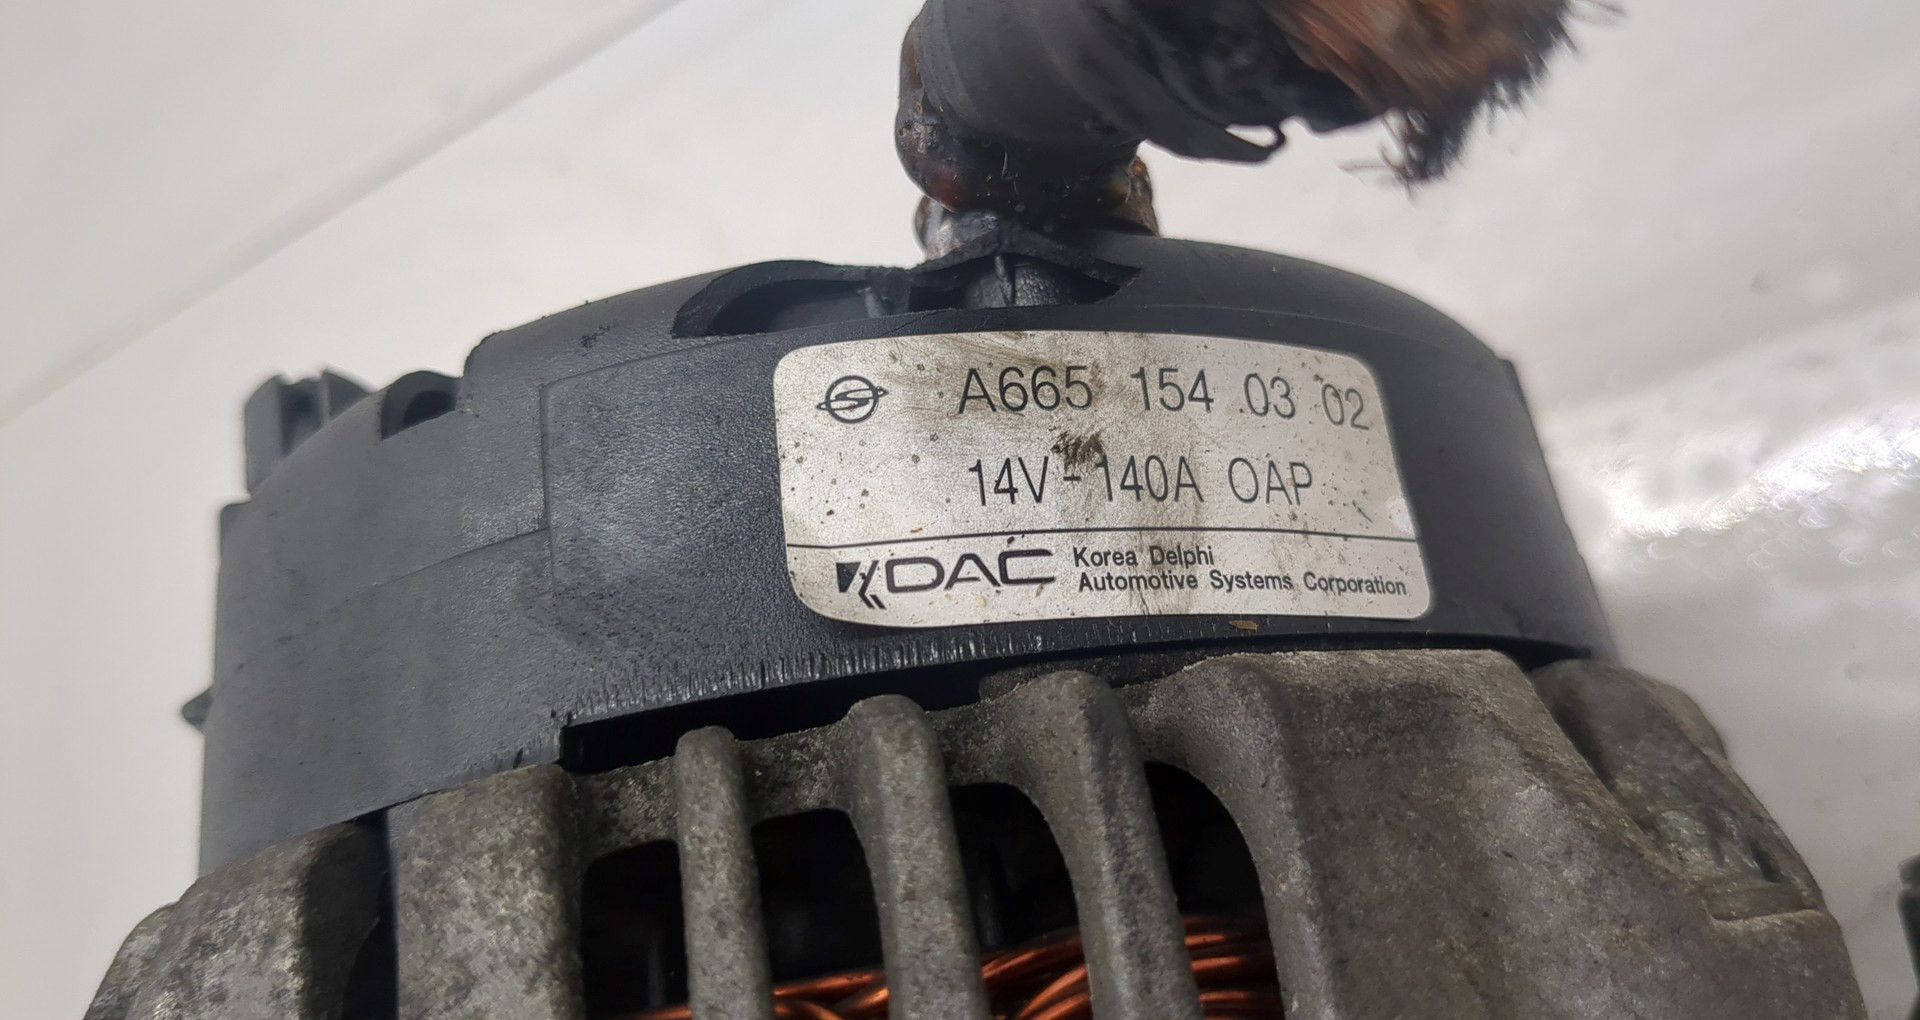 A665 154 03 02
14V - 140A OAP
KDAC Korea Delphi
Automotive Systems Corporation